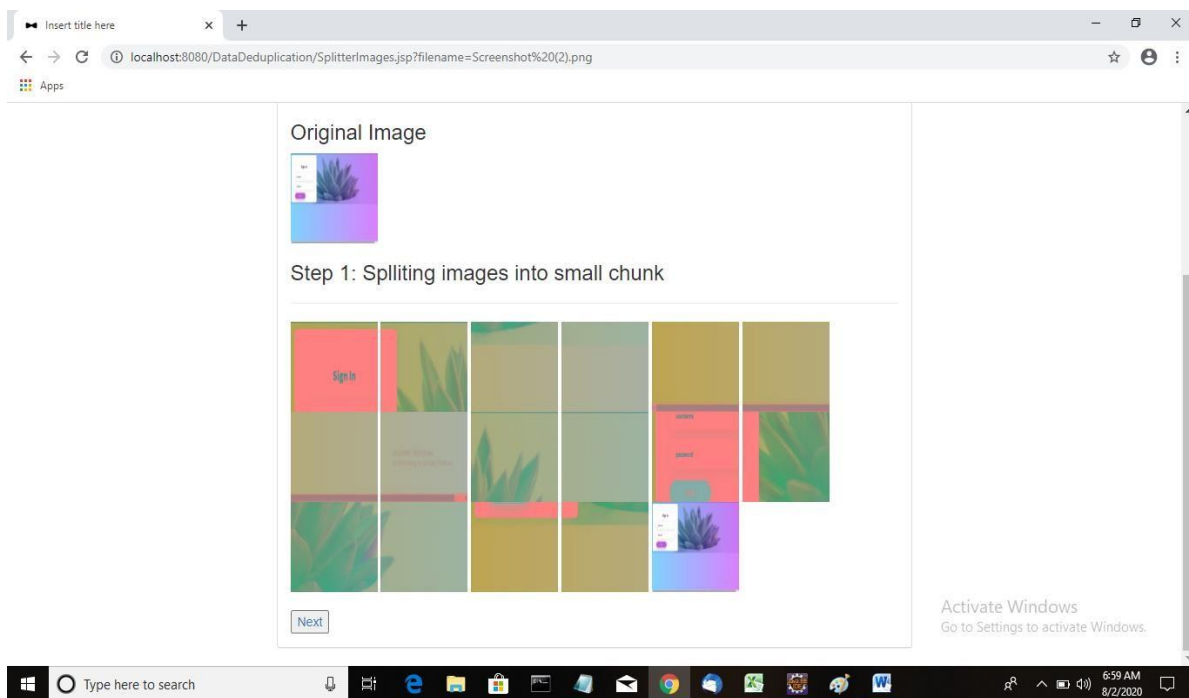 Insert title here
localhost:8080/DataDeduplication/SplitterImages.jsp?filename=Screenshot%20(2).png
Apps
Original Image
Step 1: Splliting images into small chunk
Sign In
password
Next
Activate Windows
Go to Settings to activate Windows.
Type here to search
6:59 AM
8/2/2020